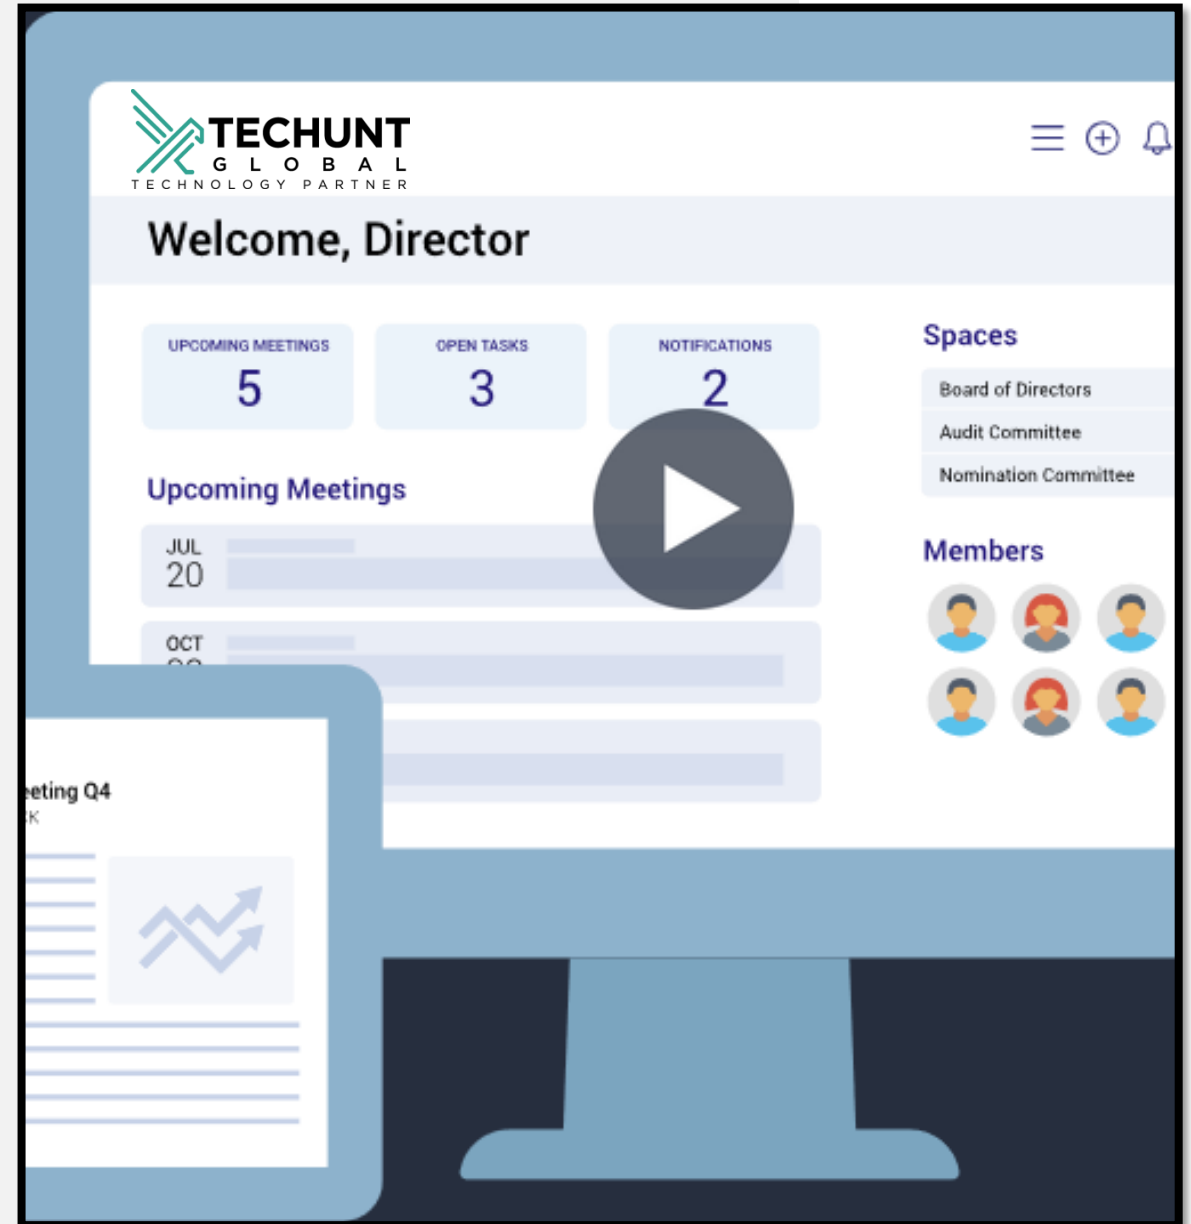 TECHUNT
GLOBAL
TECHNOLOGY PARTNER
Welcome, Director
UPCOMING MEETINGS
5
OPEN TASKS
3
NOTIFICATIONS
2
Upcoming Meetings
JUL
20
OCT
Spaces
Board of Directors
Audit Committee
Nomination Committee
Members
eeting Q4
K